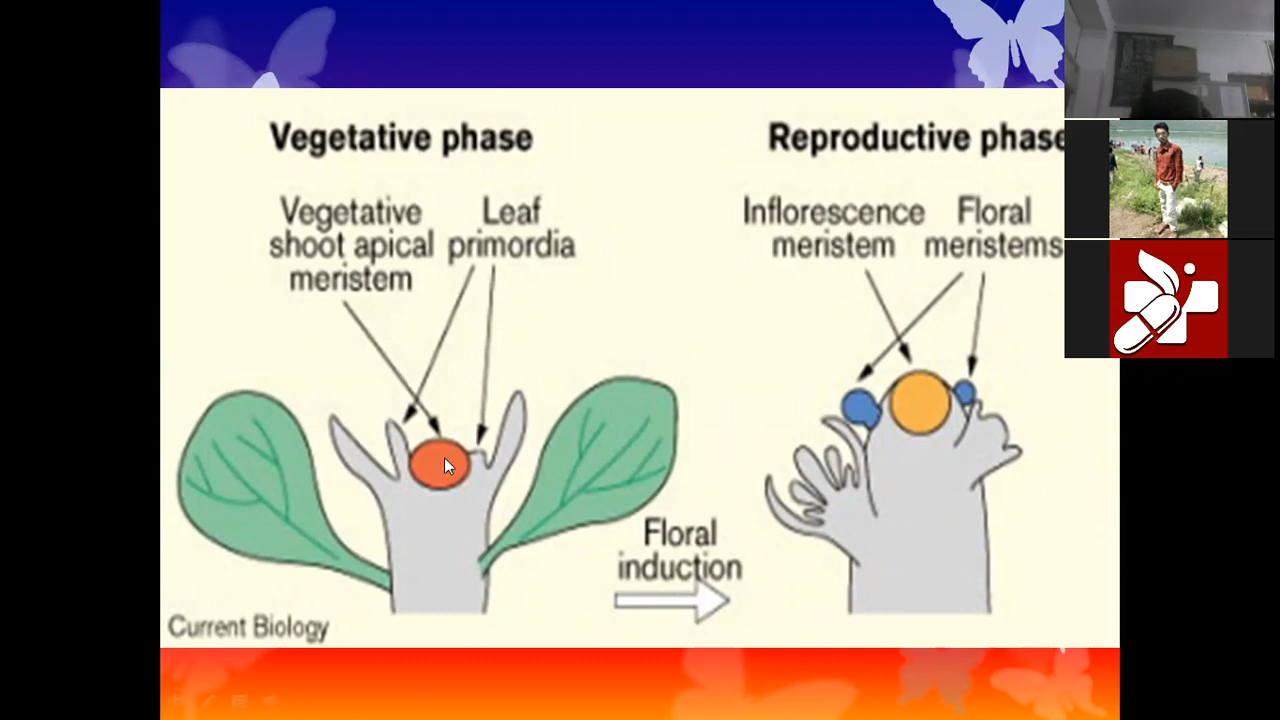 Vegetative phase
Reproductive phase
Vegetative
shoot apical
meristem
Leaf
primordia
Inflorescence
meristem
Floral
meristems
Floral
induction
Current Biology